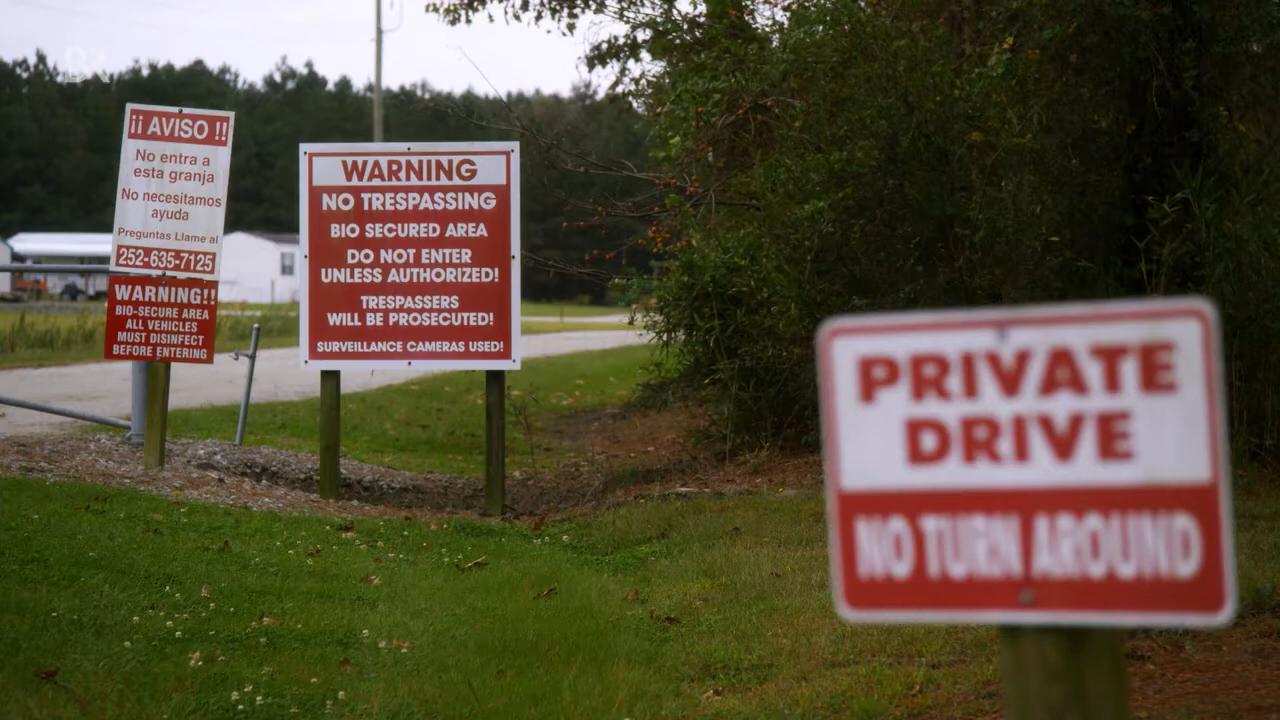 BR
¡¡ AVISO !!
No entra a
esta granja
No necesitamos
ayuda
Preguntas Llame al
252-635-7125
WARNING!!
BIO-SECURE AREA
ALL VEHICLES
MUST DISINFECT
BEFORE ENTERING
WARNING
NO TRESPASSING
BIO SECURED AREA
DO NOT ENTER
UNLESS AUTHORIZED!
TRESPASSERS
WILL BE PROSECUTED!
SURVEILLANCE CAMERAS USED!
PRIVATE
DRIVE
NO TURN AROUND